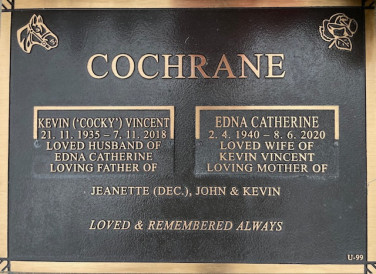 COCHRANE
KEVIN ('COCKY') VINCENT
21. 11. 1935 – 7. 11. 2018
LOVED HUSBAND OF
EDNA CATHERINE
LOVING FATHER OF
EDNA CATHERINE
2. 4. 1940 – 8. 6. 2020
LOVED WIFE OF
KEVIN VINCENT
LOVING MOTHER OF
JEANETTE (DEC.), JOHN & KEVIN
LOVED & REMEMBERED ALWAYS
U-99